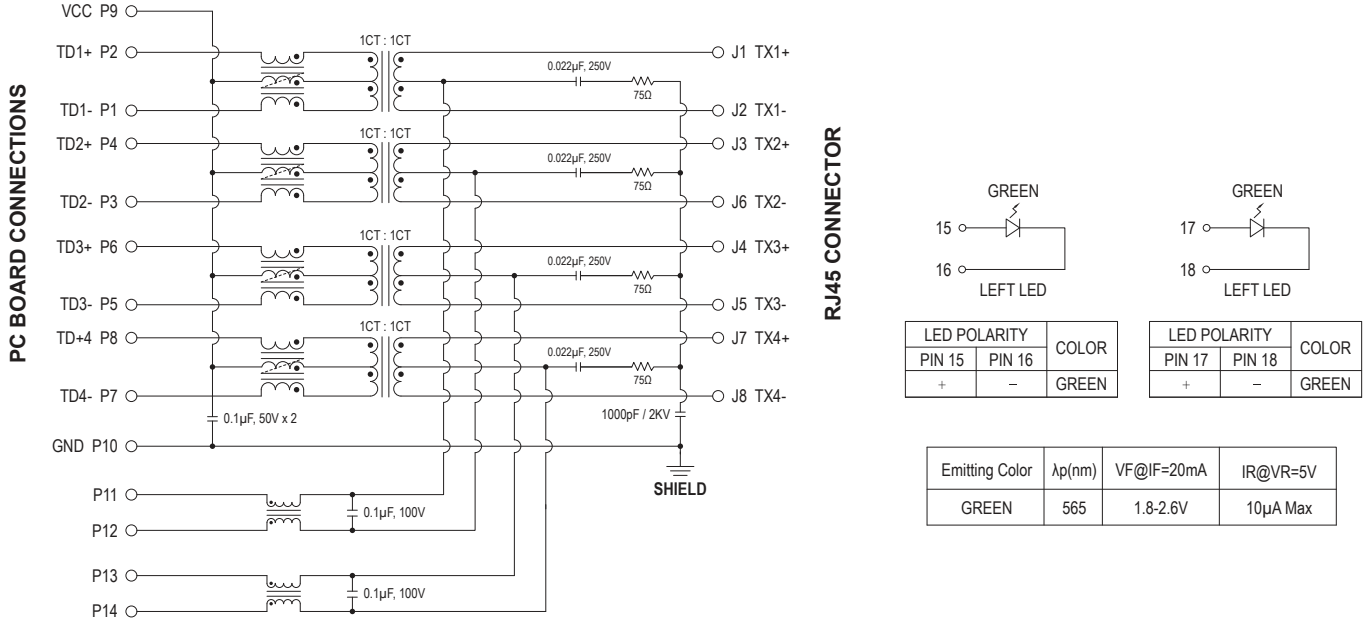 PC BOARD CONNECTIONS
VCC P9
TD1+ P2
1CT : 1CT
J1 TX1+
0.022µF, 250V
75Ω
TD1- P1
J2 TX1-
TD2+ P4
1CT : 1CT
J3 TX2+
0.022µF, 250V
75Ω
TD2- P3
J6 TX2-
TD3+ P6
1CT : 1CT
J4 TX3+
0.022µF, 250V
75Ω
TD3- P5
J5 TX3-
TD+4 P8
1CT : 1CT
J7 TX4+
0.022µF, 250V
75Ω
TD4- P7
J8 TX4-
0.1µF, 50V x 2
1000pF / 2KV
GND P10
SHIELD
P11
0.1µF, 100V
P12
P13
0.1µF, 100V
P14
RJ45 CONNECTOR
GREEN
15
16
LEFT LED
LED POLARITY COLOR
PIN 15 PIN 16
+ – GREEN
GREEN
17
18
LEFT LED
LED POLARITY COLOR
PIN 17 PIN 18
+ – GREEN
Emitting Color λp(nm) VF@IF=20mA IR@VR=5V
GREEN 565 1.8-2.6V 10µA Max